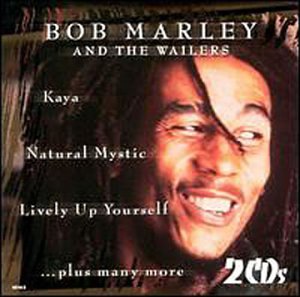 BOB MARLEY
AND THE WAILERS
Kaya
Natural Mystic
Lively Up Yourself
...plus many more
2CDs